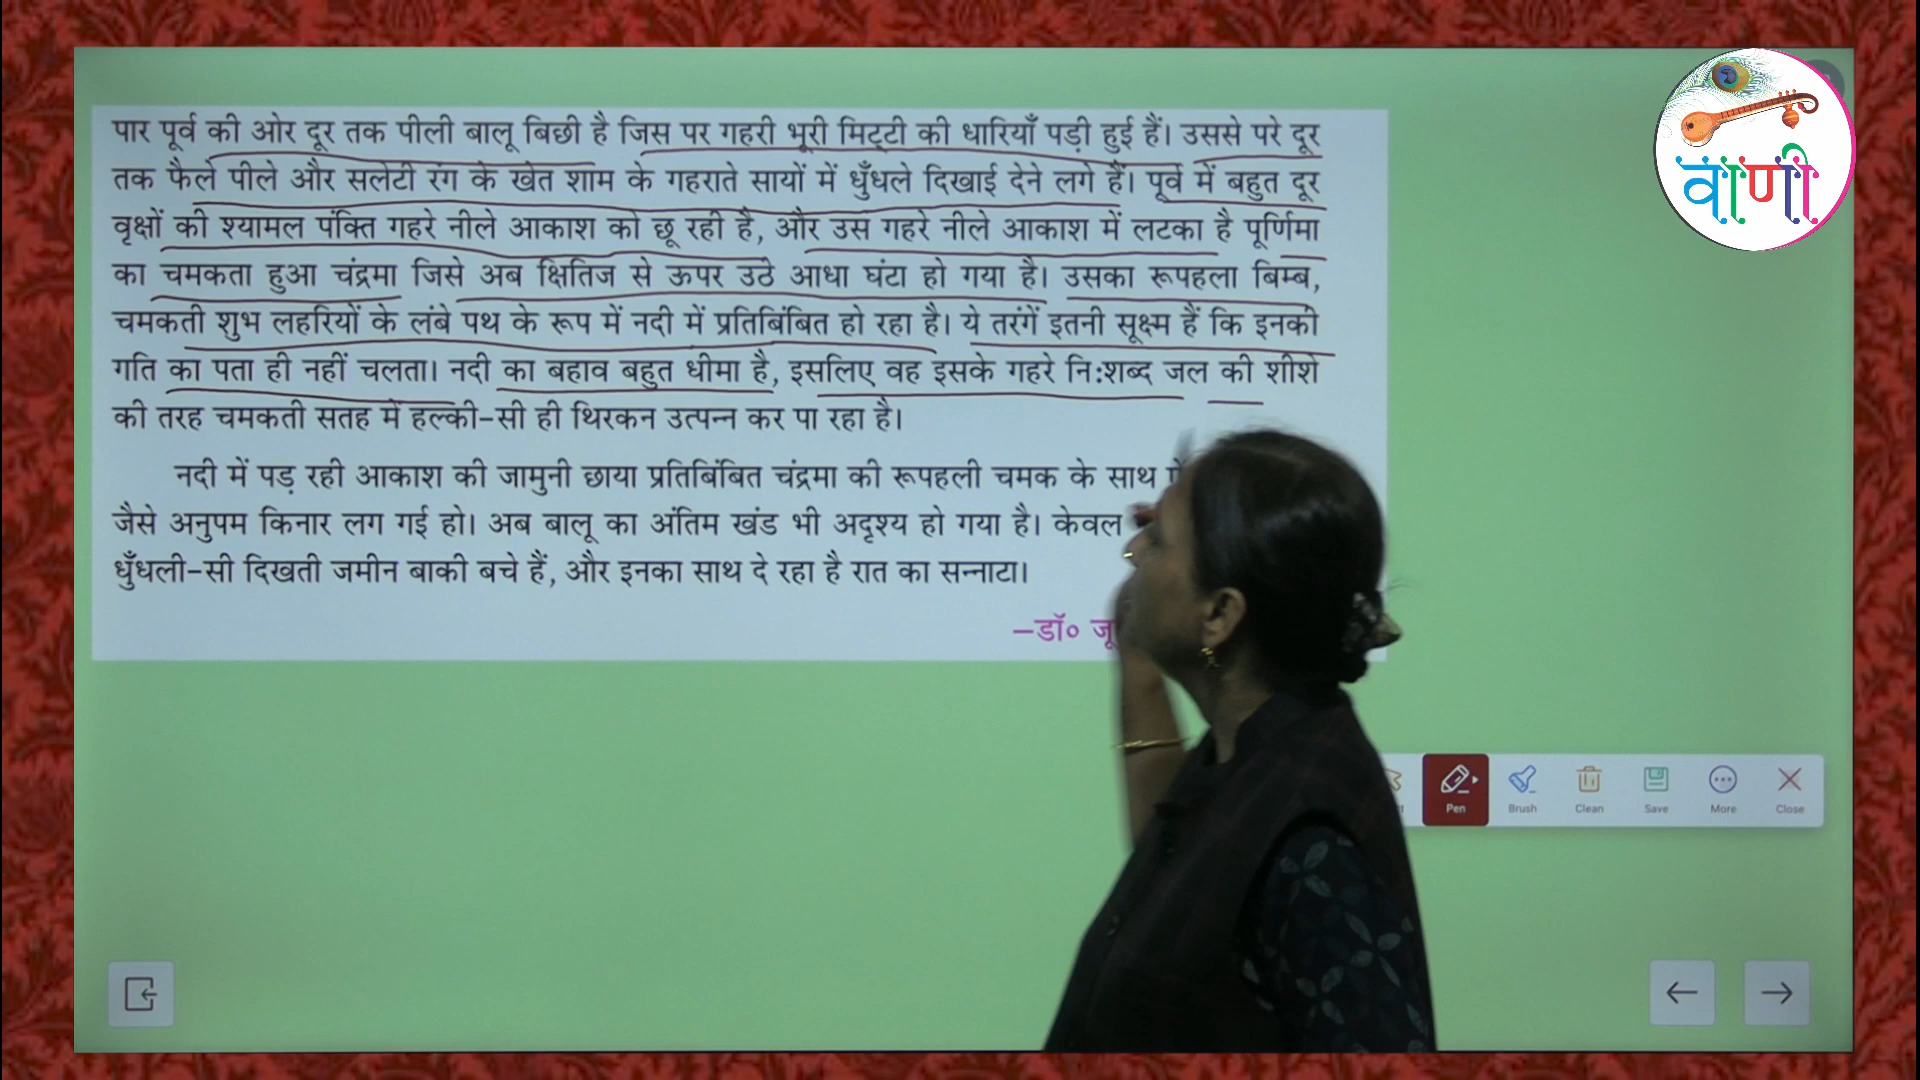 पार पूर्व की ओर दूर तक पीली बालू बिछी है जिस पर गहरी भूरी मिट्टी की धारियाँ पड़ी हुई हैं। उससे परे दूर
तक फैले पीले और सलेटी रंग के खेत शाम के गहराते सायों में धुँधले दिखाई देने लगे हैं। पूर्व में बहुत दूर
वृक्षों की श्यामल पंक्ति गहरे नीले आकाश को छू रही है, और उस गहरे नीले आकाश में लटका है पूर्णिमा
का चमकता हुआ चंद्रमा जिसे अब क्षितिज से ऊपर उठे आधा घंटा हो गया है। उसका रूपहला बिम्ब,
चमकती शुभ लहरियों के लंबे पथ के रूप में नदी में प्रतिबिंबित हो रहा है। ये तरंगें इतनी सूक्ष्म हैं कि इनकी
गति का पता ही नहीं चलता। नदी का बहाव बहुत धीमा है, इसलिए वह इसके गहरे नि:शब्द जल की शीशे
की तरह चमकती सतह में हल्की-सी ही थिरकन उत्पन्न कर पा रहा है।
नदी में पड़ रही आकाश की जामुनी छाया प्रतिबिंबित चंद्रमा की रूपहली चमक के साथ
जैसे अनुपम किनार लग गई हो। अब बालू का अंतिम खंड भी अदृश्य हो गया है। केवल
धुँधली-सी दिखती जमीन बाकी बचे हैं, और इनका साथ दे रहा है रात का सन्नाटा।
–डॉ० जू
वाणी
Pen
Brush
Clean
Save
More
Close